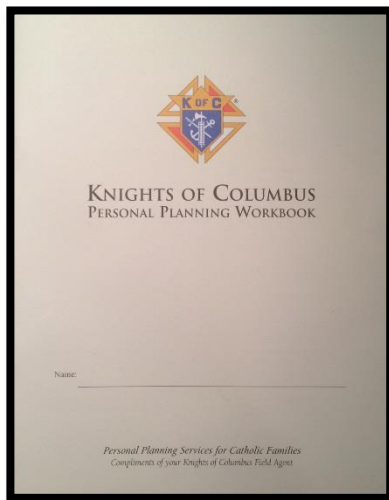 K OF C ®
KNIGHTS OF COLUMBUS
PERSONAL PLANNING WORKBOOK
Name:
Personal Planning Services for Catholic Families
Compliments of your Knights of Columbus Field Agent